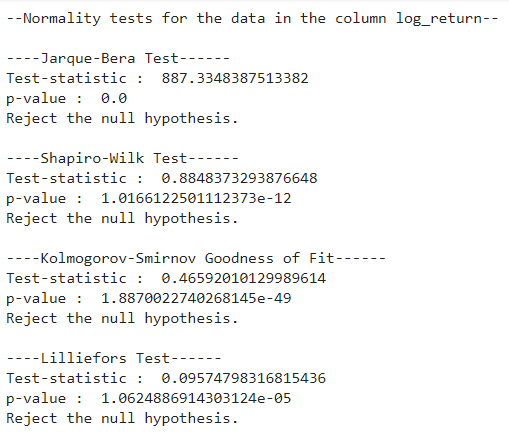 --Normality tests for the data in the column log_return--
----Jarque-Bera Test------
Test-statistic :  887.3348387513382
p-value :  0.0
Reject the null hypothesis.
----Shapiro-Wilk Test------
Test-statistic :  0.8848373293876648
p-value :  1.0166122501112373e-12
Reject the null hypothesis.
----Kolmogorov-Smirnov Goodness of Fit------
Test-statistic :  0.46592010129989614
p-value :  1.8870022740268145e-49
Reject the null hypothesis.
----Lilliefors Test------
Test-statistic :  0.09574798316815436
p-value :  1.0624886914303124e-05
Reject the null hypothesis.